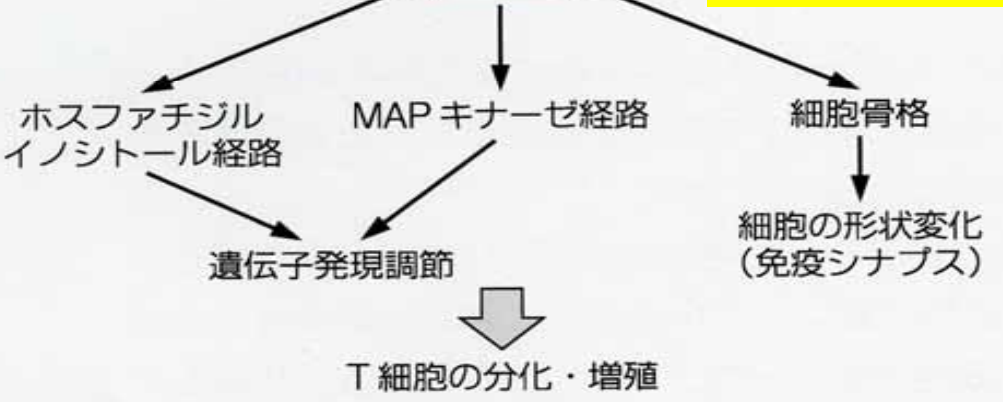 ホスファチジル
イノシトール経路
MAP キナーゼ経路
細胞骨格
細胞の形状変化
(免疫シナプス)
遺伝子発現調節
T 細胞の分化・増殖